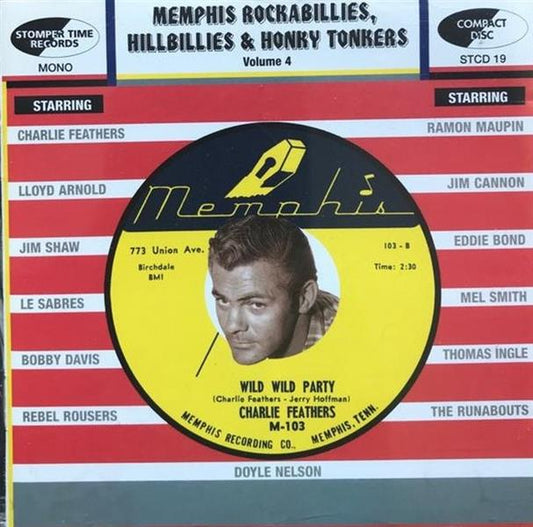 STOMPER TIME
RECORDS
MONO
MEMPHIS ROCKABILLIES,
HILLBILLIES & HONKY TONKERS
Volume 4
COMPACT
DISC
STCD 19
STARRING
STARRING
CHARLIE FEATHERS
RAMON MAUPIN
LLOYD ARNOLD
JIM CANNON
JIM SHAW
EDDIE BOND
LE SABRES
MEL SMITH
BOBBY DAVIS
THOMAS INGLE
REBEL ROUSERS
THE RUNABOUTS
DOYLE NELSON
Memphis
773 Union Ave.
103 - B
Birchdale
BMI
Time: 2:30
WILD WILD PARTY
(Charlie Feathers - Jerry Hoffman)
CHARLIE FEATHERS
M-103
MEMPHIS RECORDING CO., MEMPHIS, TENN.